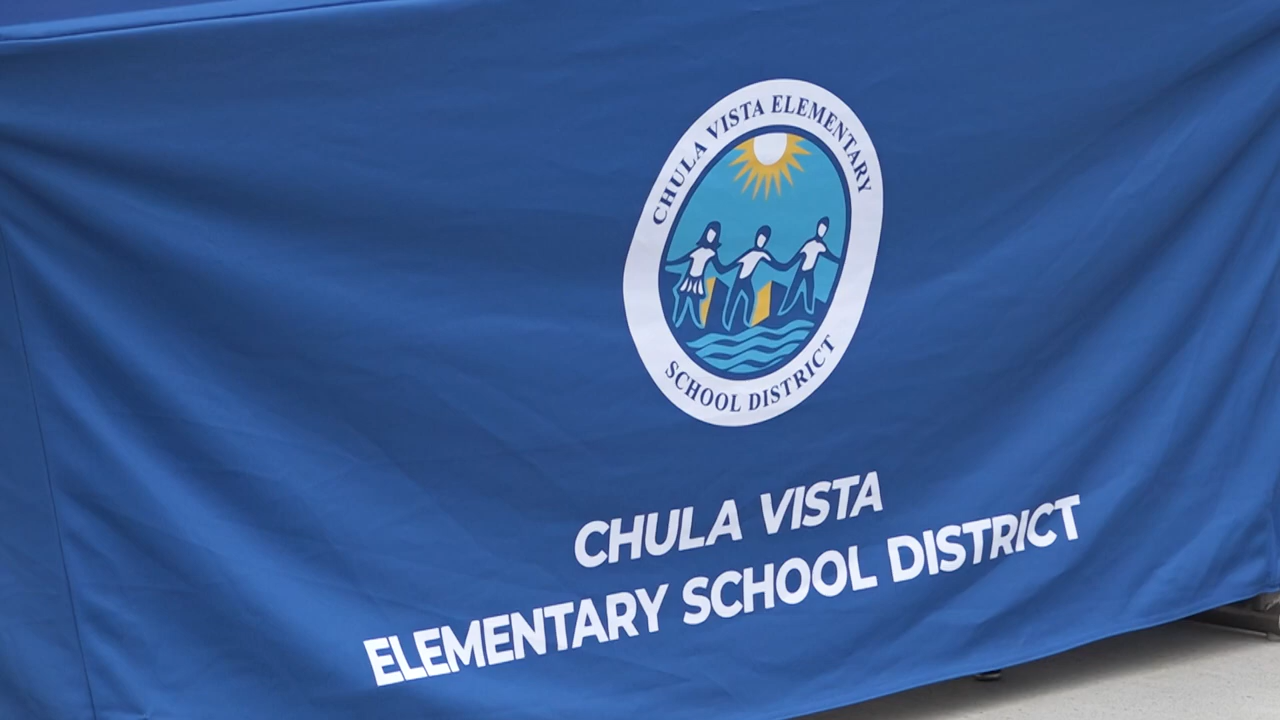 CHULA VISTA ELEMENTARY
SCHOOL DISTRICT
CHULA VISTA
ELEMENTARY SCHOOL DISTRICT